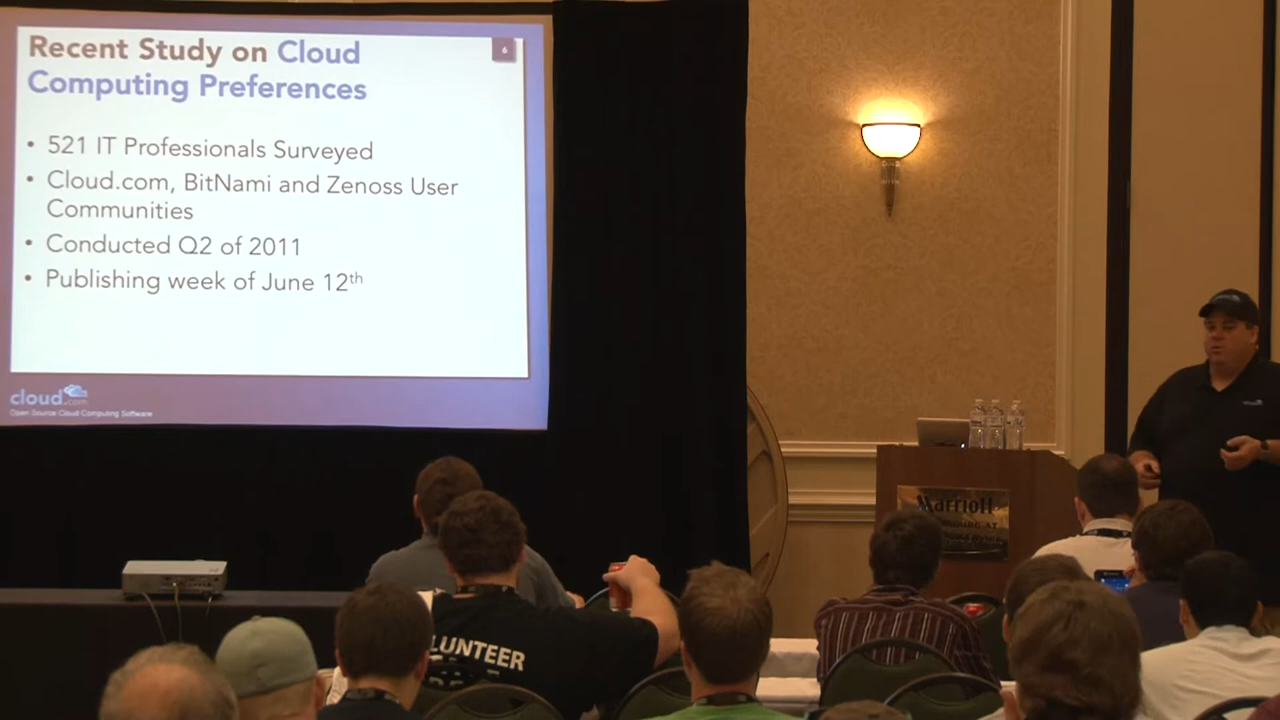 Recent Study on Cloud
Computing Preferences
6
• 521 IT Professionals Surveyed
• Cloud.com, BitNami and Zenoss User
Communities
• Conducted Q2 of 2011
• Publishing week of June 12th
cloud.com
Open Source Cloud Computing Software
Marriott
LUNTEER